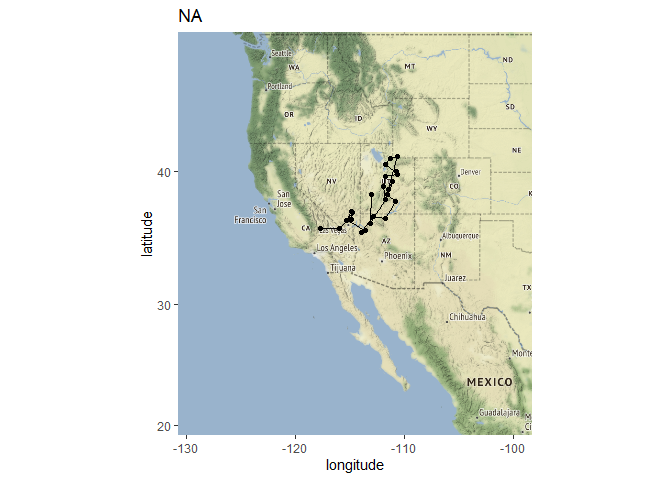 NA
Seattle
WA
MT
ND
Portland
OR
ID
SD
WY
NE
40
Denver
NV
CO
San
Jose
San
Francisco
CA
Las Vegas
Los Angeles
AZ
Albuquerque
NM
Phoenix
Tijuana
Juarez
TX
latitude
30
Chihuahua
Monte
MEXICO
Guadalajara
M
Ci
20
-130
-120
-110
-100
longitude